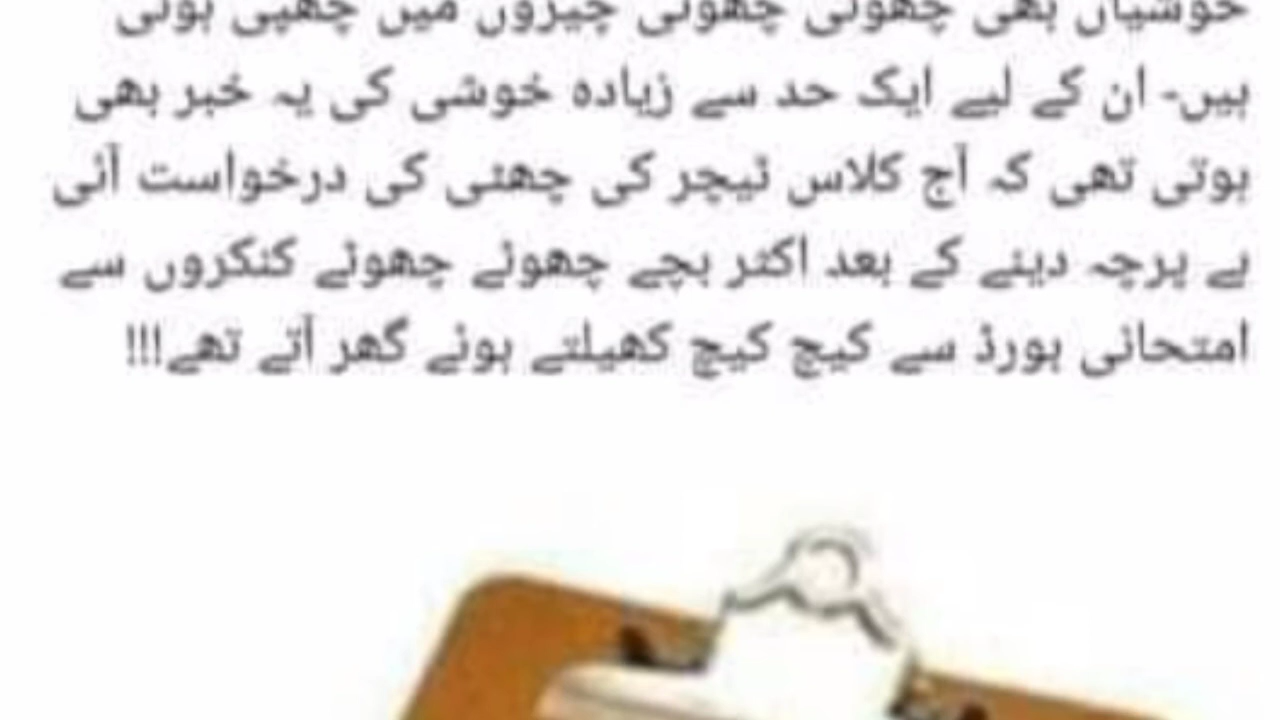 خوشیاں بھی چھوٹی چھوٹی چیزوں میں چھپی ہوتی
ہیں- ان کے لیے ایک حد سے زیادہ خوشی کی یہ خبر بھی
ہوتی تھی کہ آج کلاس ٹیچر کی چھٹی کی درخواست آئی
ہے پرچہ دینے کے بعد اکثر بچے چھوٹے چھوٹے کنکروں سے
امتحانی بورڈ سے کیچ کیچ کھیلتے ہوئے گھر آتے تھے!!!